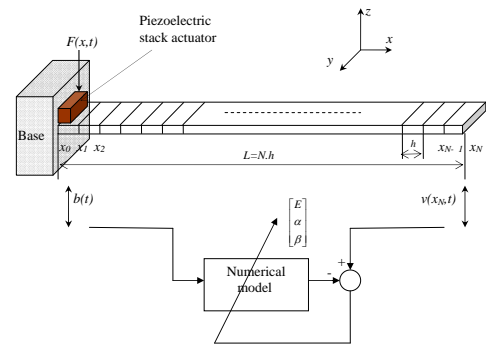 Piezoelectric
stack actuator
F(x,t)
z
x
y
Base
x0 x1 x2
h
xN- 1 xN
L=N.h
b(t)
v(xN,t)
E
α
β
+
-
Numerical
model